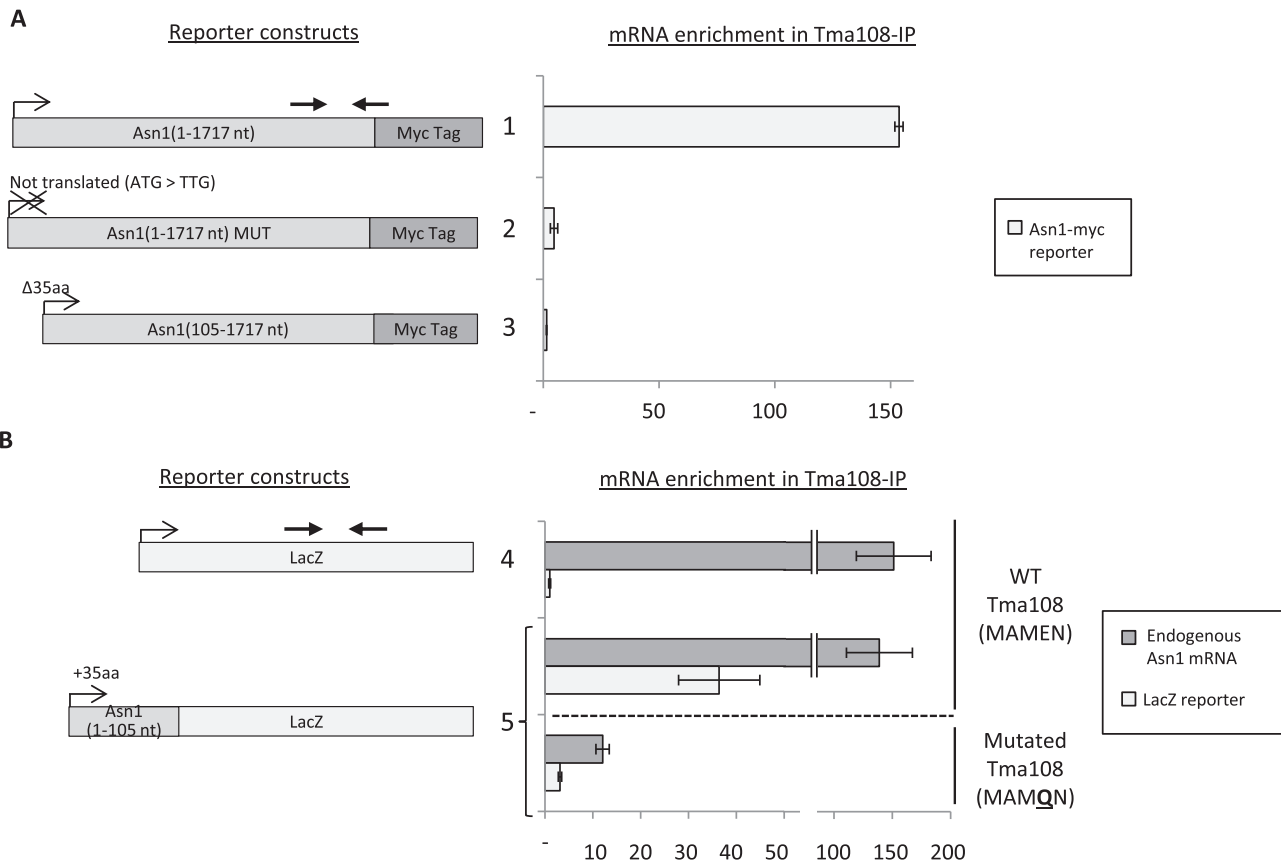 A
Reporter constructs
mRNA enrichment in Tma108-IP
Asn1(1-1717 nt)
Myc Tag
1
Not translated (ATG > TTG)
Asn1(1-1717 nt) MUT
Myc Tag
2
Asn1-myc
reporter
Δ35aa
Asn1(105-1717 nt)
Myc Tag
3
-
50
100
150
B
Reporter constructs
mRNA enrichment in Tma108-IP
LacZ
4
WT
Tma108
(MAMEN)
Endogenous
Asn1 mRNA
LacZ reporter
+35aa
Asn1
(1-105 nt)
LacZ
5
Mutated
Tma108
(MAMQN)
-
10
20
30
40
50
100
200